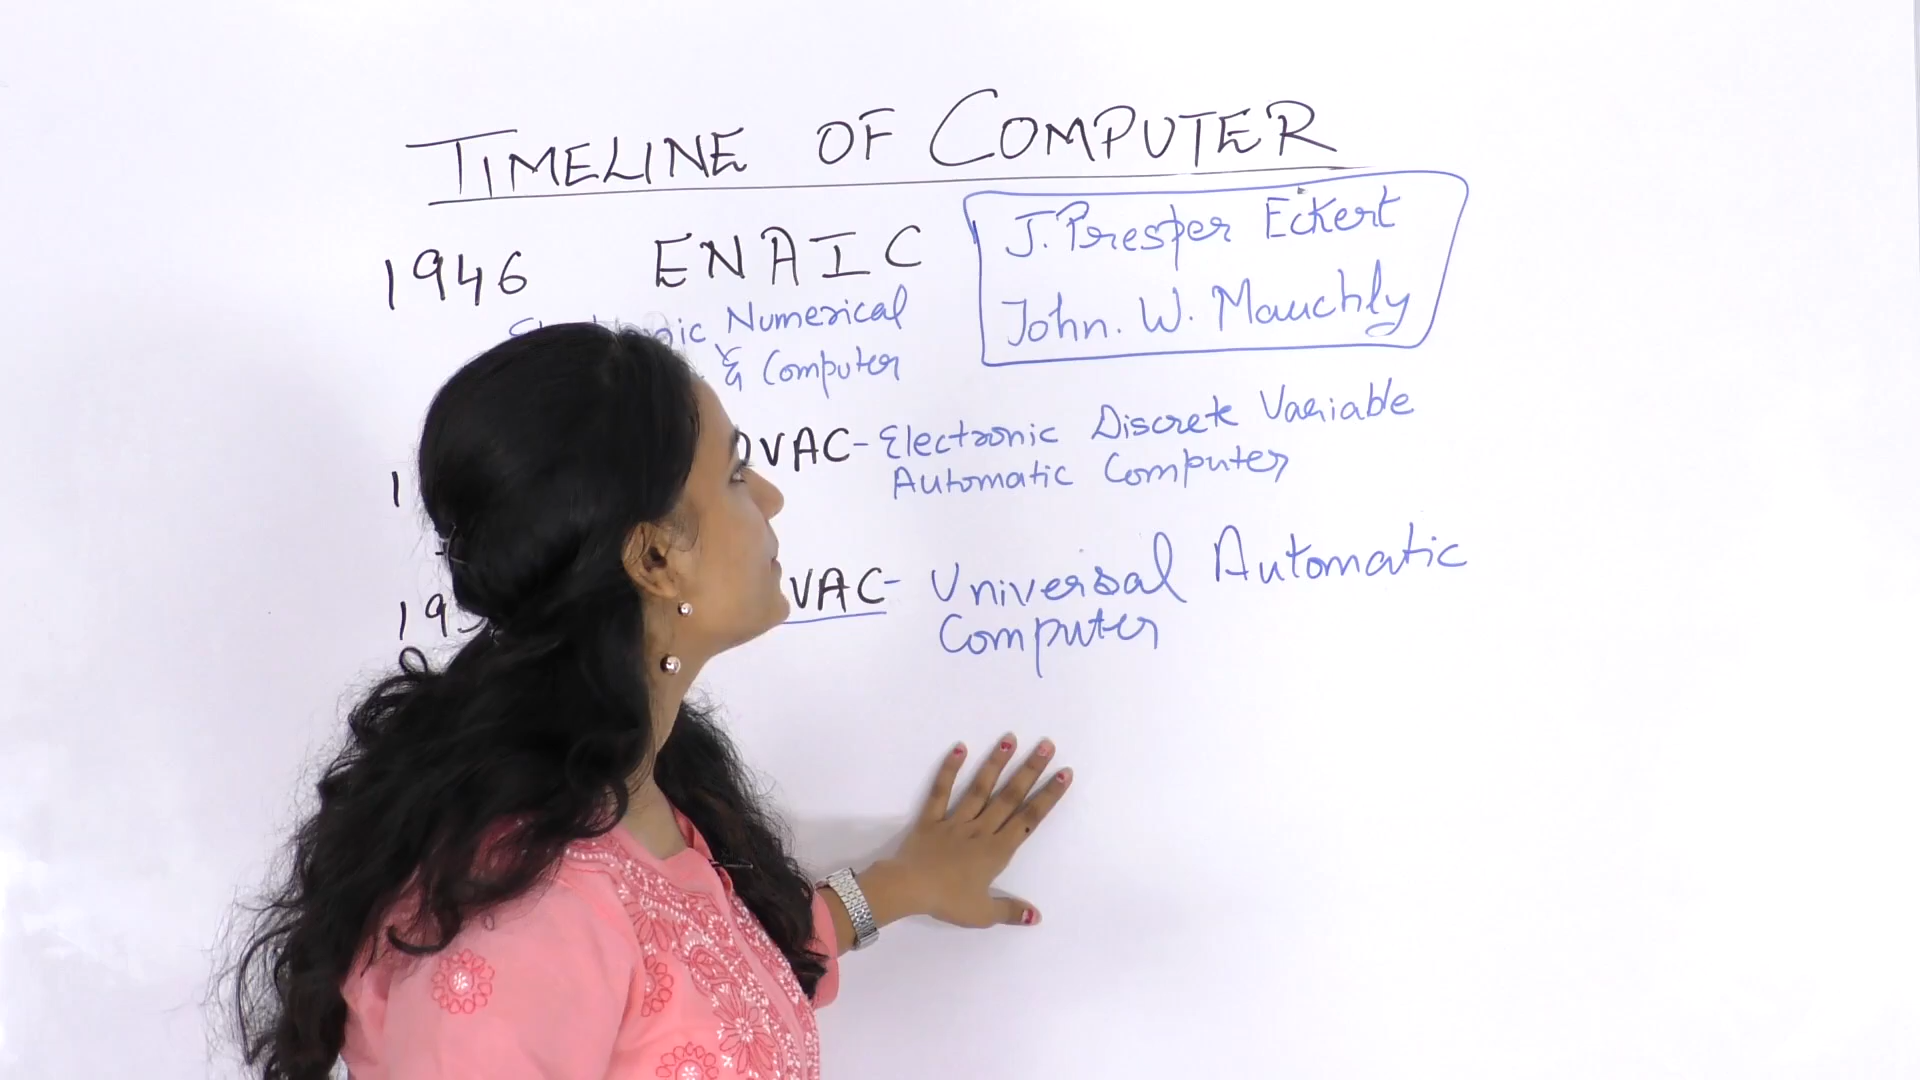 TIMELINE OF COMPUTER
1946 ENAIC
J. Presper Eckert
John. W. Mauchly
Numerical
& Computer
VAC- Electronic Discrete Variable
Automatic Computer
VAC- Universal Automatic
Computer